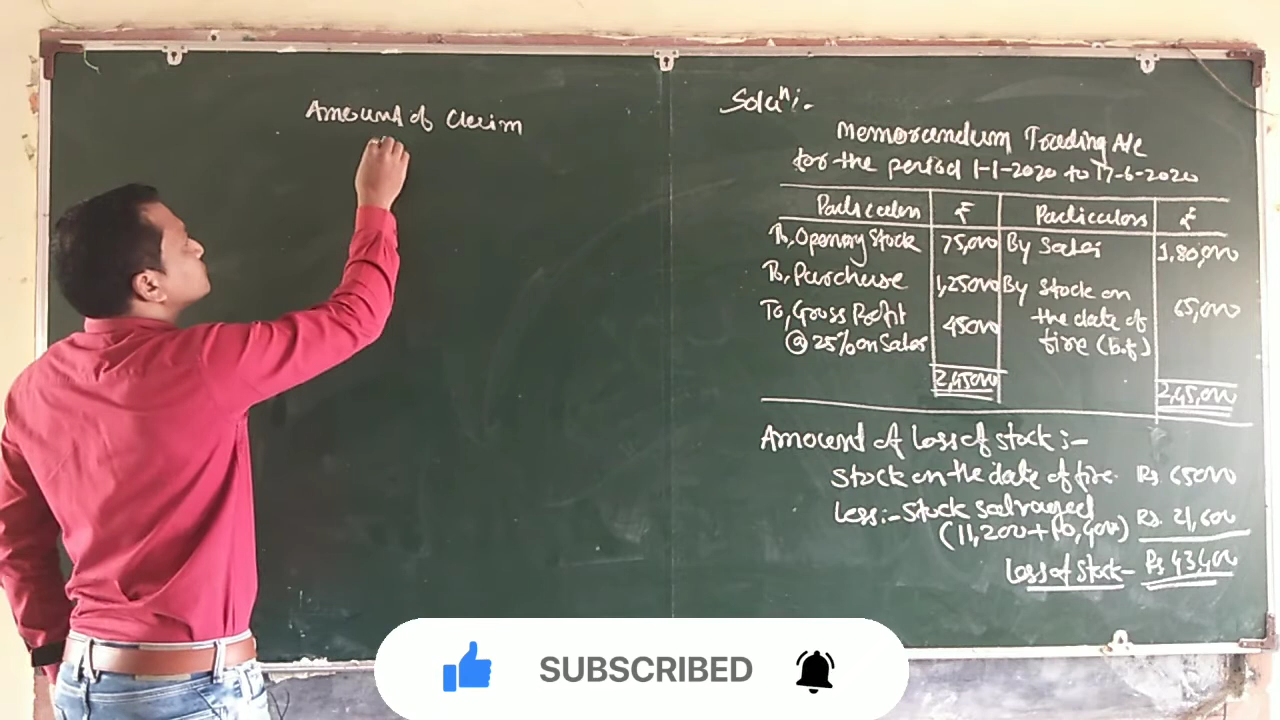 Amount of Claim
Soluⁿ:-
Memorandum Trading A/c
for the period 1-1-2020 to 17-6-2020
Particulars ₹ Particulars ₹
To, Opening Stock 75,000 By Sales 1,80,000
To, Purchase 1,25,000 By Stock on the date of fire (b.f) 65,000
To, Gross Profit @ 25% on Sales 45,000
2,45,000 2,45,000
Amount of Loss of stock:-
Stock on the date of fire. Rs. 65,000
Less:- Stock salvaged Rs. 21,600
(11,200+10,400)
Loss of Stock- Rs. 43,400
SUBSCRIBED